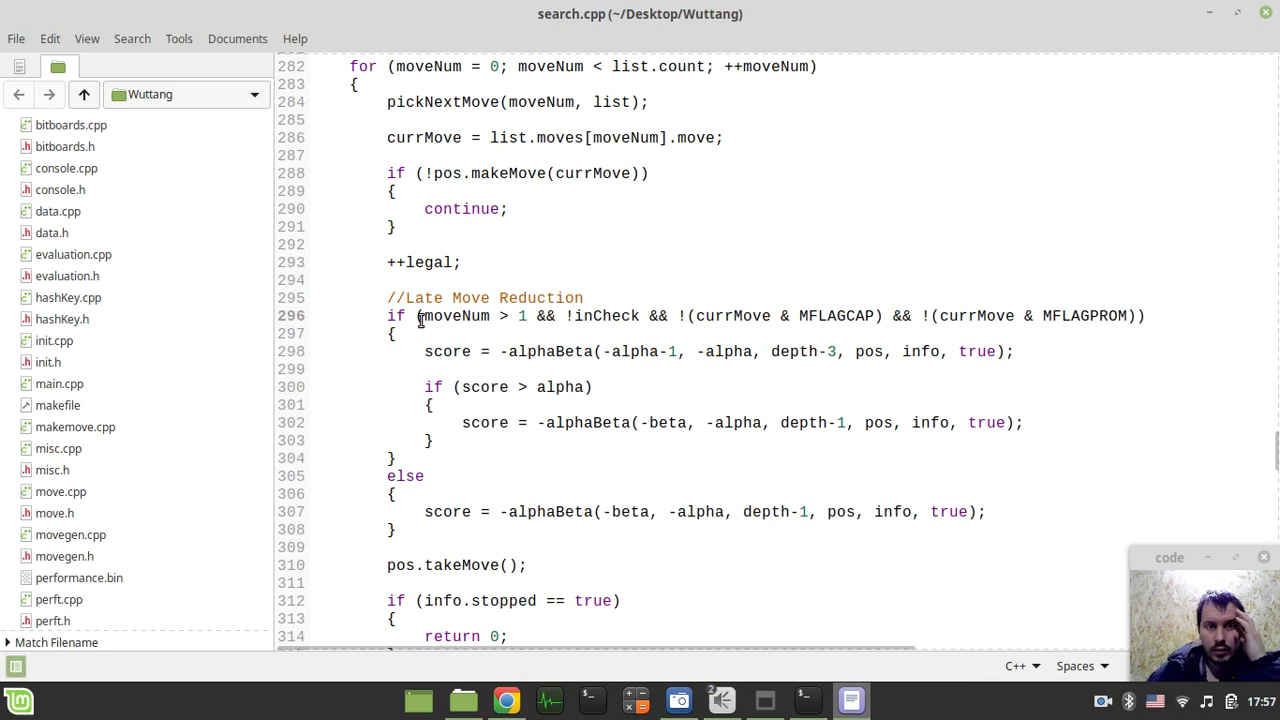 search.cpp (~/Desktop/Wuttang)
File Edit View Search Tools Documents Help
Wuttang
bitboards.cpp
bitboards.h
console.cpp
console.h
data.cpp
data.h
evaluation.cpp
evaluation.h
hashKey.cpp
hashKey.h
init.cpp
init.h
main.cpp
makefile
makemove.cpp
misc.cpp
misc.h
move.cpp
move.h
movegen.cpp
movegen.h
performance.bin
perft.cpp
perft.h
Match Filename
282 for (moveNum = 0; moveNum < list.count; ++moveNum)
283 {
284 pickNextMove(moveNum, list);
285
286 currMove = list.moves[moveNum].move;
287
288 if (!pos.makeMove(currMove))
289 {
290 continue;
291 }
292
293 ++legal;
294
295 //Late Move Reduction
296 if (moveNum > 1 && !inCheck && !(currMove & MFLAGCAP) && !(currMove & MFLAGPROM))
297 {
298 score = -alphaBeta(-alpha-1, -alpha, depth-3, pos, info, true);
299
300 if (score > alpha)
301 {
302 score = -alphaBeta(-beta, -alpha, depth-1, pos, info, true);
303 }
304 }
305 else
306 {
307 score = -alphaBeta(-beta, -alpha, depth-1, pos, info, true);
308 }
309
310 pos.takeMove();
311
312 if (info.stopped == true)
313 {
314 return 0;
code
C++ Spaces
2
17:57